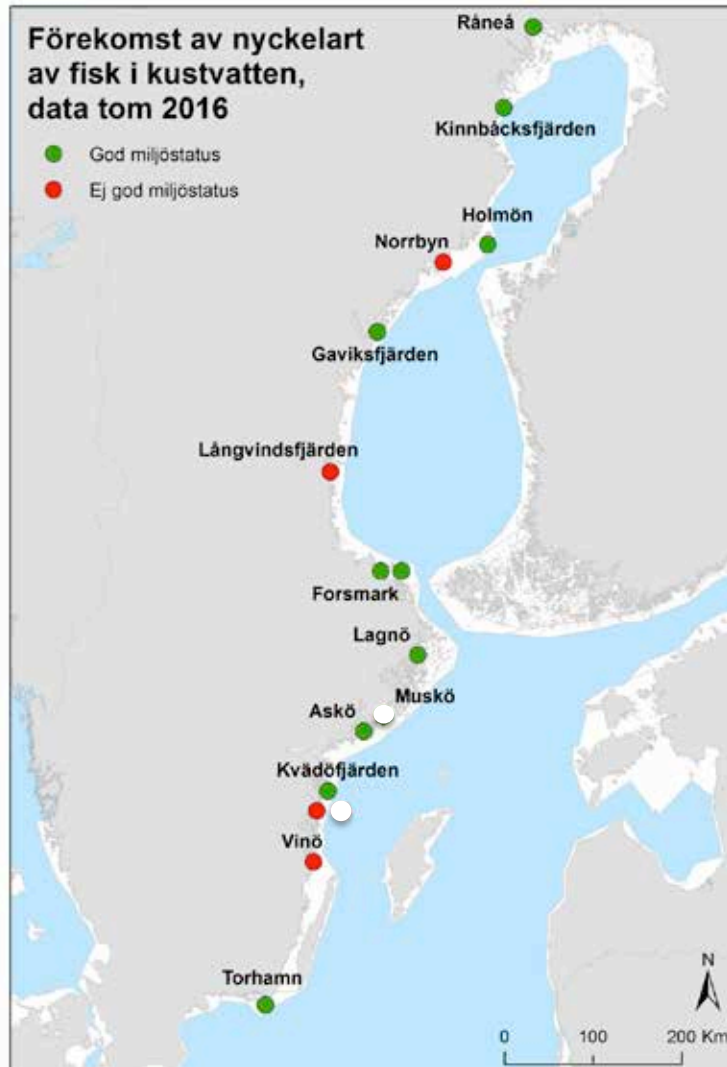 Förekomst av nyckelart
av fisk i kustvatten,
data tom 2016
God miljöstatus
Ej god miljöstatus
Råneå
Kinnbäcksfjärden
Holmön
Norrbyn
Gaviksfjärden
Långvindsfjärden
Forsmark
Lagnö
Muskö
Askö
Kvädöfjärden
Vinö
Torhamn
N
0 100 200 Km